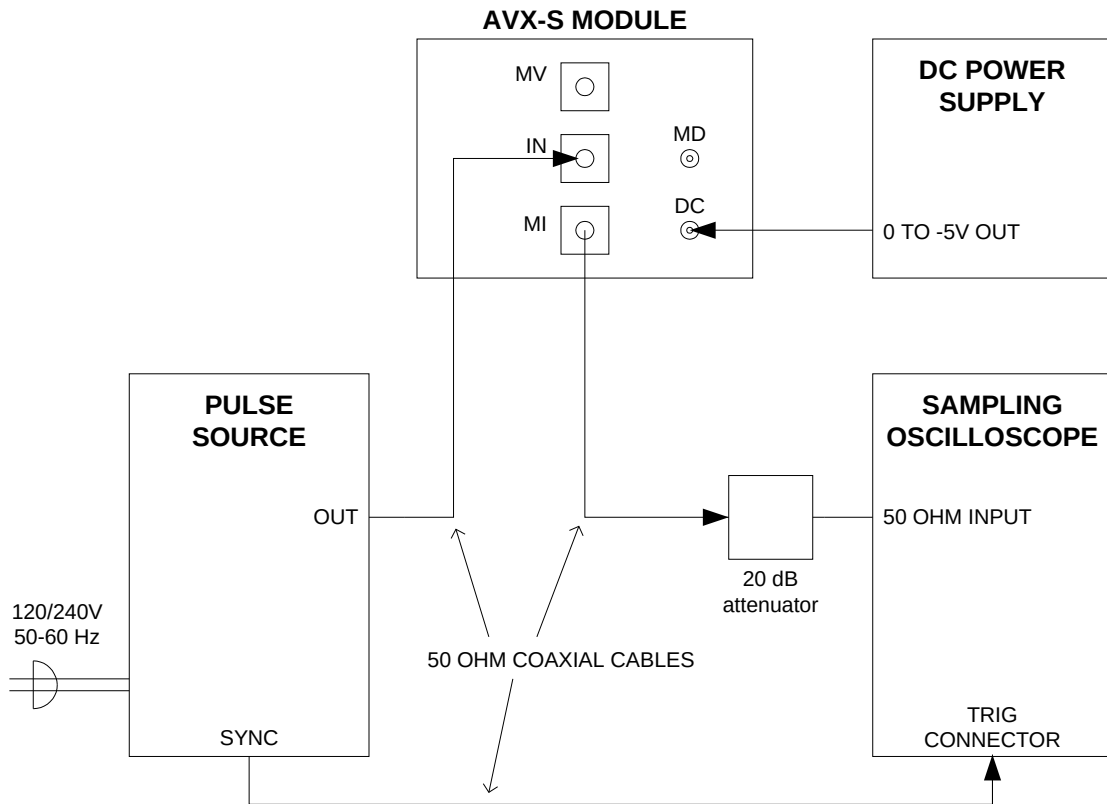 AVX-S MODULE
MV
IN
MI
MD
DC
DC POWER
SUPPLY
0 TO -5V OUT
PULSE
SOURCE
OUT
120/240V
50-60 Hz
SYNC
50 OHM COAXIAL CABLES
20 dB
attenuator
SAMPLING
OSCILLOSCOPE
50 OHM INPUT
TRIG
CONNECTOR